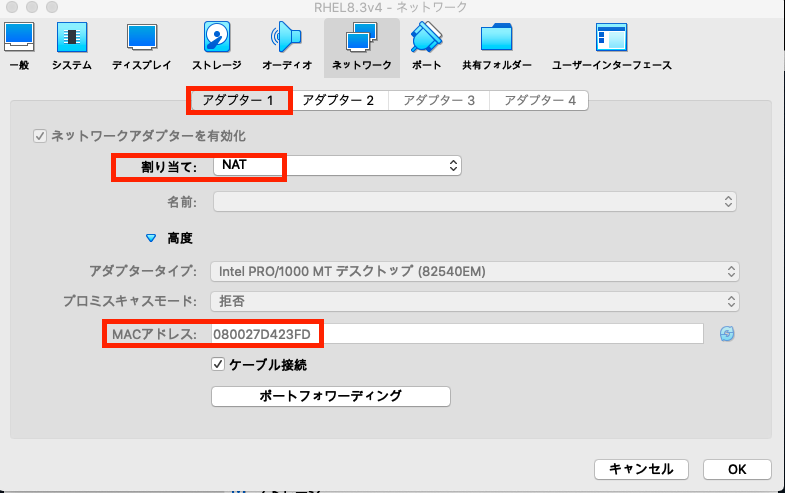 RHEL8.3v4 - ネットワーク
一般 システム ディスプレイ ストレージ オーディオ ネットワーク ポート 共有フォルダー ユーザーインターフェース
アダプター 1 アダプター 2 アダプター 3 アダプター 4
ネットワークアダプターを有効化
割り当て: NAT
名前:
高度
アダプタータイプ: Intel PRO/1000 MT デスクトップ (82540EM)
プロミスキャスモード: 拒否
MACアドレス: 080027D423FD
ケーブル接続
ポートフォワーディング
キャンセル OK